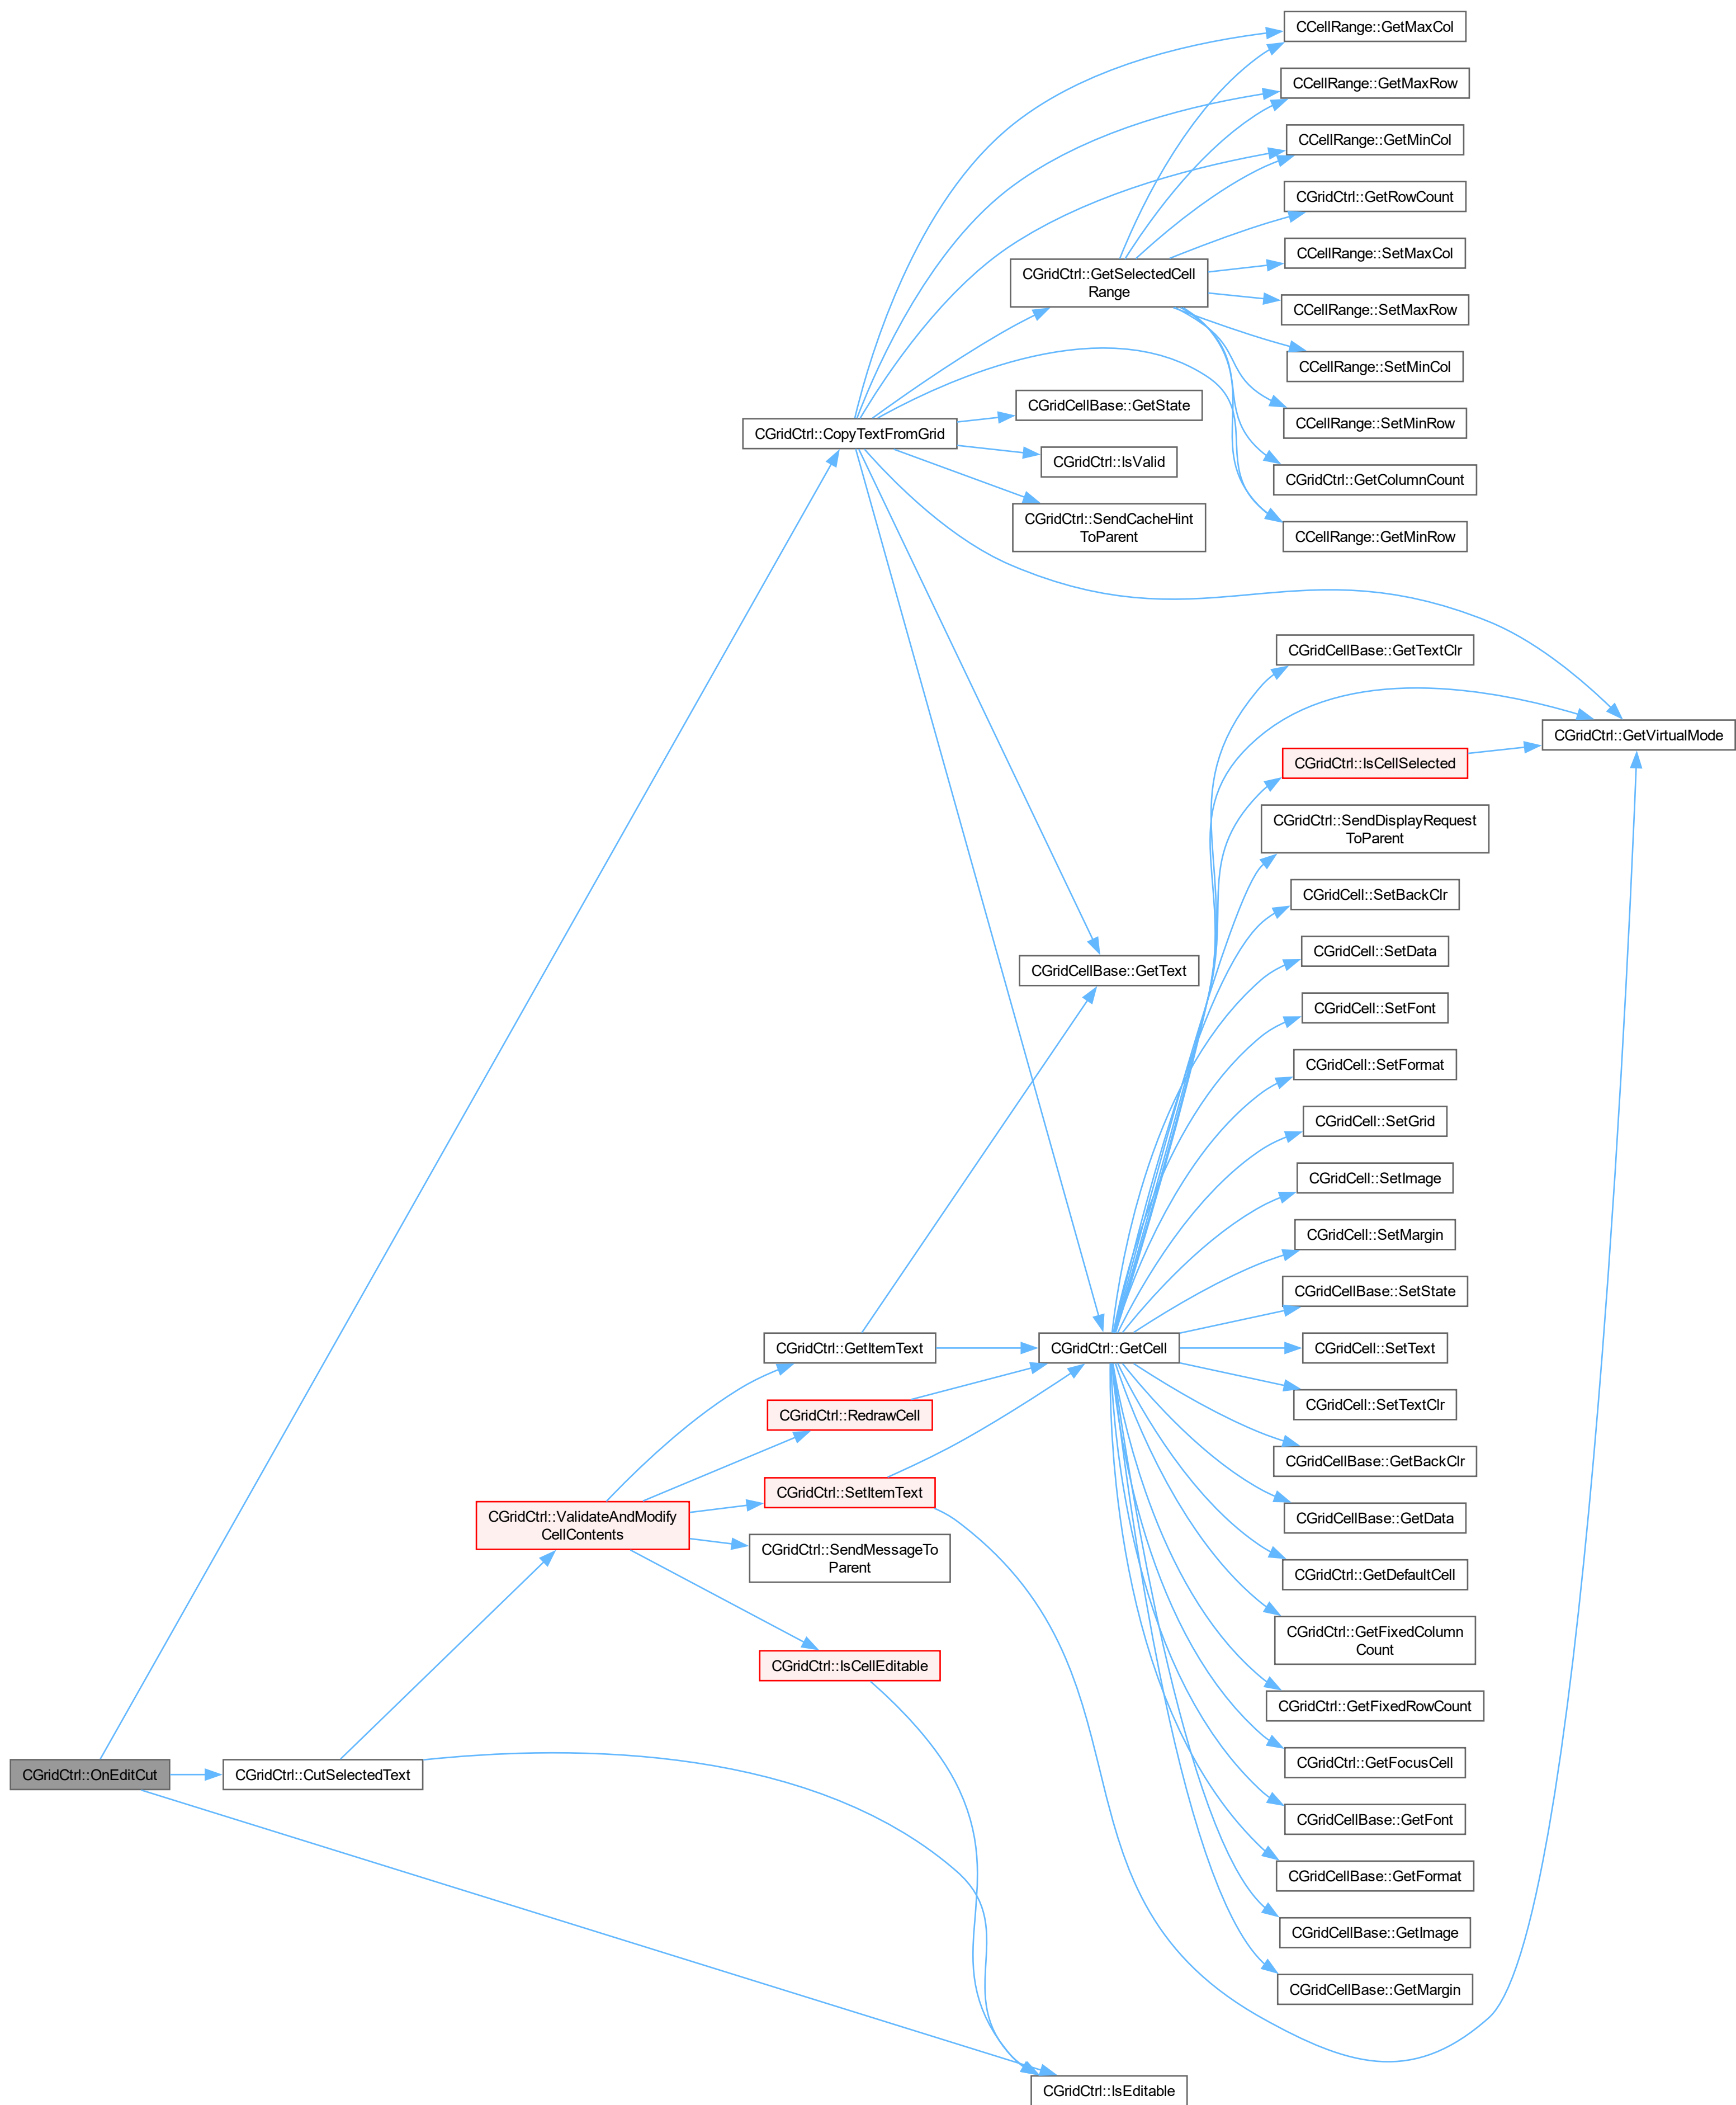 CCellRange::GetMaxCol
CCellRange::GetMaxRow
CCellRange::GetMinCol
CGridCtrl::GetRowCount
CCellRange::SetMaxCol
CGridCtrl::GetSelectedCell
Range
CCellRange::SetMaxRow
CCellRange::SetMinCol
CGridCellBase::GetState
CCellRange::SetMinRow
CGridCtrl::CopyTextFromGrid
CGridCtrl::IsValid
CGridCtrl::GetColumnCount
CGridCtrl::SendCacheHint
ToParent
CCellRange::GetMinRow
CGridCellBase::GetTextClr
CGridCtrl::GetVirtualMode
CGridCtrl::IsCellSelected
CGridCtrl::SendDisplayRequest
ToParent
CGridCell::SetBackClr
CGridCell::SetData
CGridCellBase::GetText
CGridCell::SetFont
CGridCell::SetFormat
CGridCell::SetGrid
CGridCell::SetImage
CGridCell::SetMargin
CGridCellBase::SetState
CGridCtrl::GetItemText
CGridCtrl::GetCell
CGridCell::SetText
CGridCell::SetTextClr
CGridCtrl::RedrawCell
CGridCellBase::GetBackClr
CGridCtrl::SetItemText
CGridCtrl::ValidateAndModify
CellContents
CGridCellBase::GetData
CGridCtrl::SendMessageTo
Parent
CGridCtrl::GetDefaultCell
CGridCtrl::GetFixedColumn
Count
CGridCtrl::IsCellEditable
CGridCtrl::GetFixedRowCount
CGridCtrl::GetFocusCell
CGridCtrl::OnEditCut
CGridCtrl::CutSelectedText
CGridCellBase::GetFont
CGridCellBase::GetFormat
CGridCellBase::GetImage
CGridCellBase::GetMargin
CGridCtrl::IsEditable